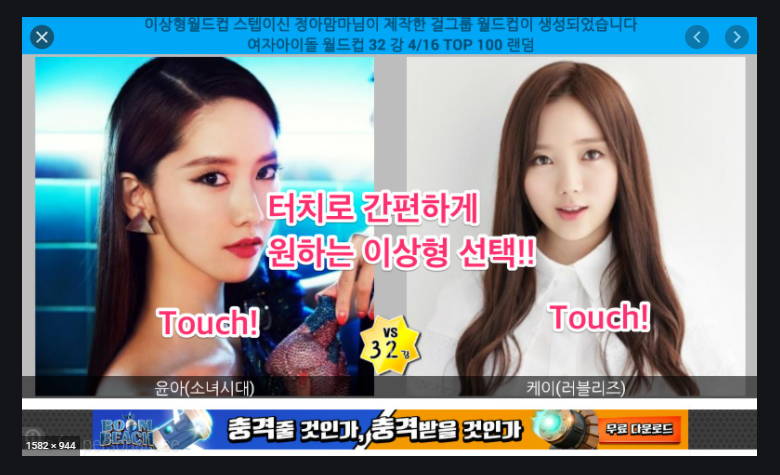 이상형월드컵 스텝이신 정아맘마님이 제작한 걸그룹 월드컵이 생성되었습니다
여자아이돌 월드컵 32 강 4/16 TOP 100 랜덤
터치로 간편하게
원하는 이상형 선택!!
Touch!
Touch!
VS
32강
윤아(소녀시대)
케이(러블리즈)
BOOM
BEACH
충격줄 것인가, 충격받을 것인가
무료 다운로드
1582 × 944